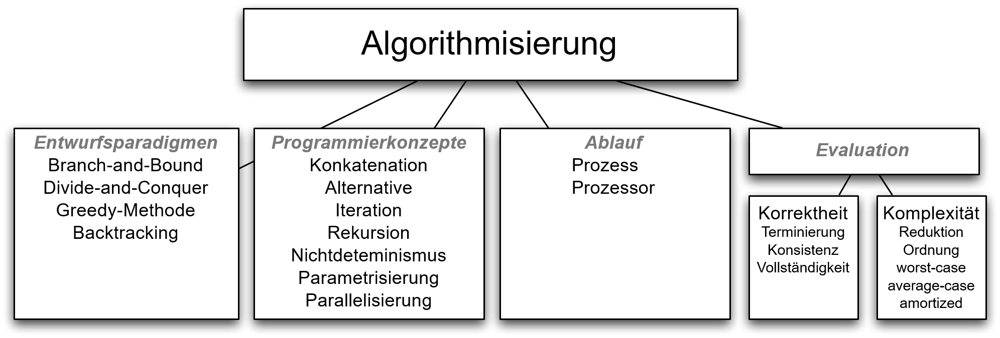 Algorithmisierung
Entwurfsparadigmen
Branch-and-Bound
Divide-and-Conquer
Greedy-Methode
Backtracking
Programmierkonzepte
Konkatenation
Alternative
Iteration
Rekursion
Nichtdeteminismus
Parametrisierung
Parallelisierung
Ablauf
Prozess
Prozessor
Evaluation
Korrektheit
Terminierung
Konsistenz
Vollständigkeit
Komplexität
Reduktion
Ordnung
worst-case
average-case
amortized